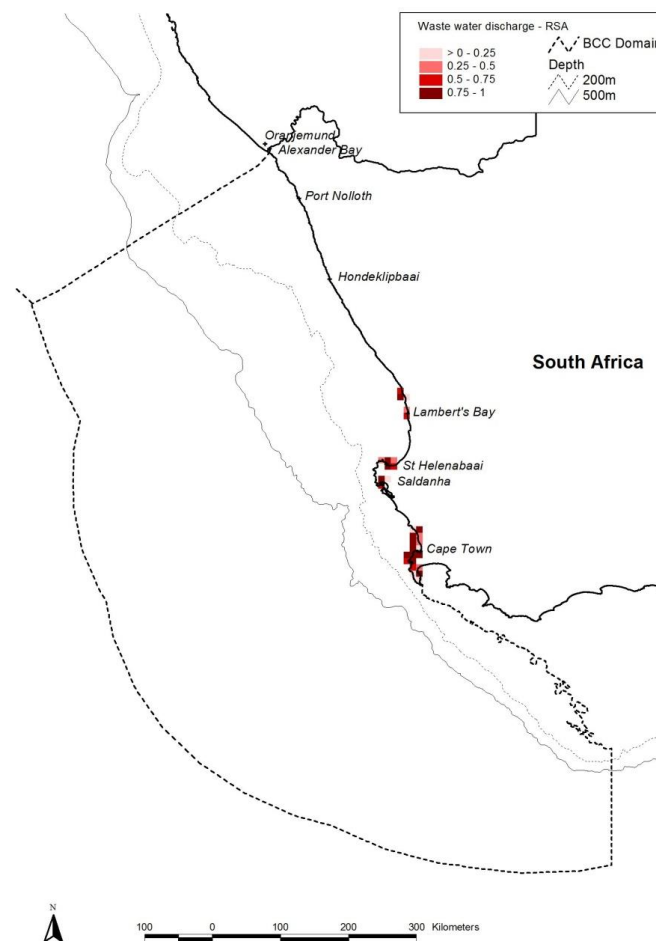 Waste water discharge - RSA
> 0 - 0.25
0.25 - 0.5
0.5 - 0.75
0.75 - 1
BCC Domain
Depth
200m
500m
Oranjemund
Alexander Bay
Port Nolloth
Hondeklipbaai
South Africa
Lambert's Bay
St Helenabaai
Saldanha
Cape Town
N
100 0 100 200 300 Kilometers